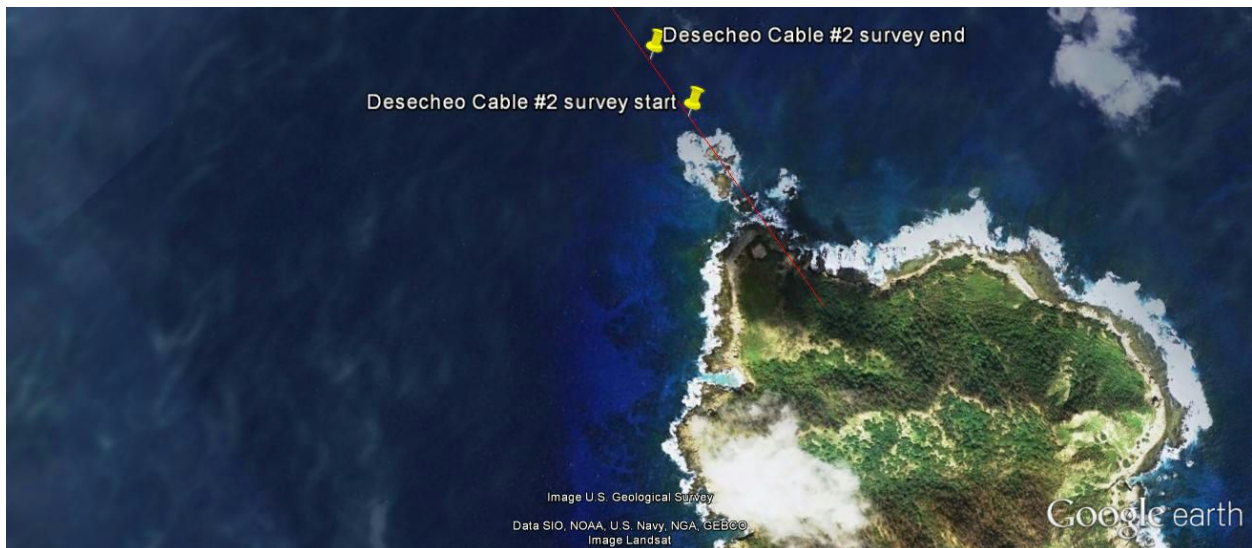 Desecheo Cable #2 survey end
Desecheo Cable #2 survey start
Image U.S. Geological Survey
Data SIO, NOAA, U.S. Navy, NGA, GEBCO
Image Landsat
Google earth